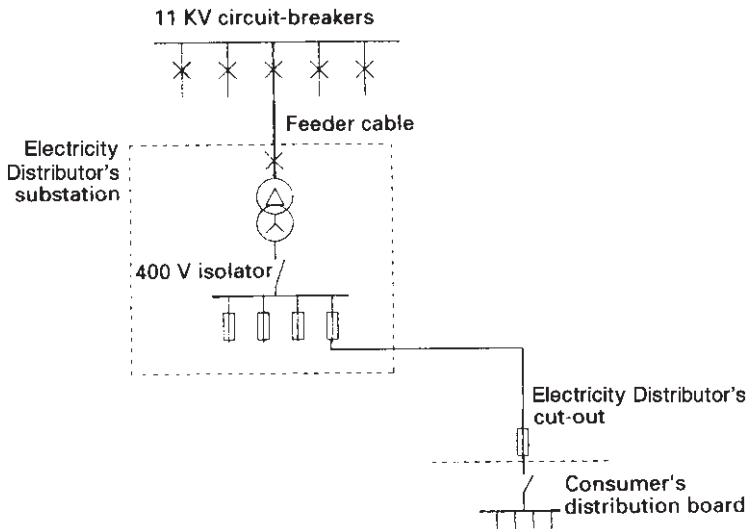 11 KV circuit-breakers
Feeder cable
Electricity
Distributor's
substation
400 V isolator
Electricity Distributor's
cut-out
Consumer's
distribution board